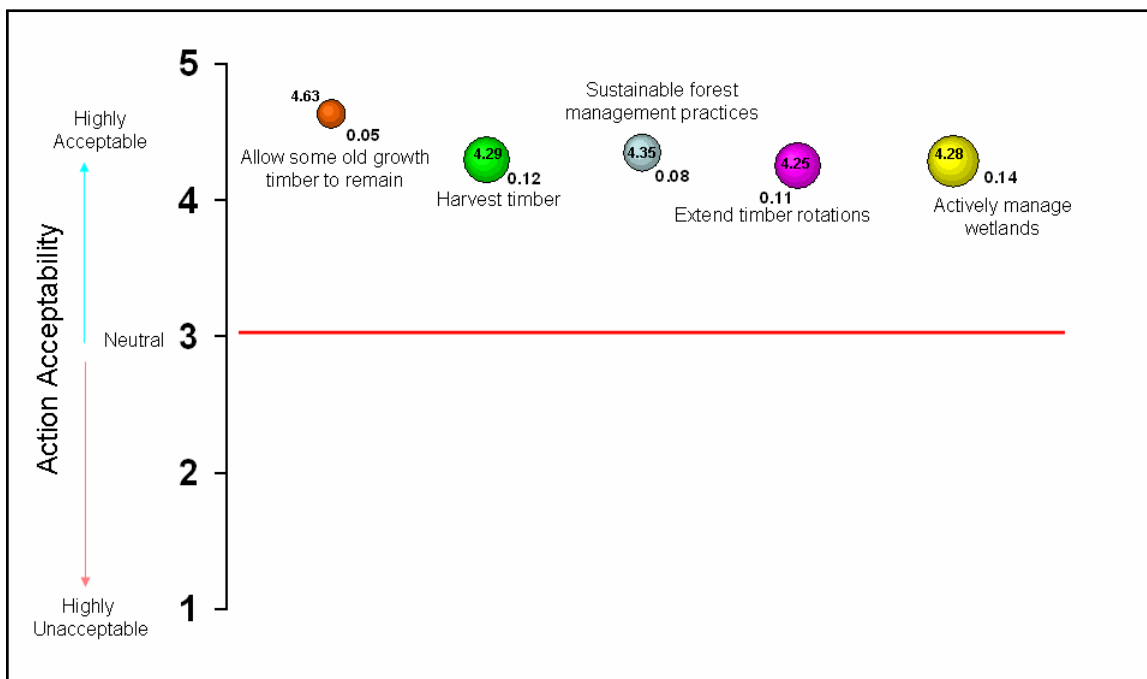 Action Acceptability
Highly
Acceptable
Neutral
Highly
Unacceptable
5
4
3
2
1
4.63
0.05
Allow some old growth
timber to remain
4.29
0.12
Harvest timber
Sustainable forest
management practices
4.35
0.08
4.25
0.11
Extend timber rotations
4.28
0.14
Actively manage
wetlands